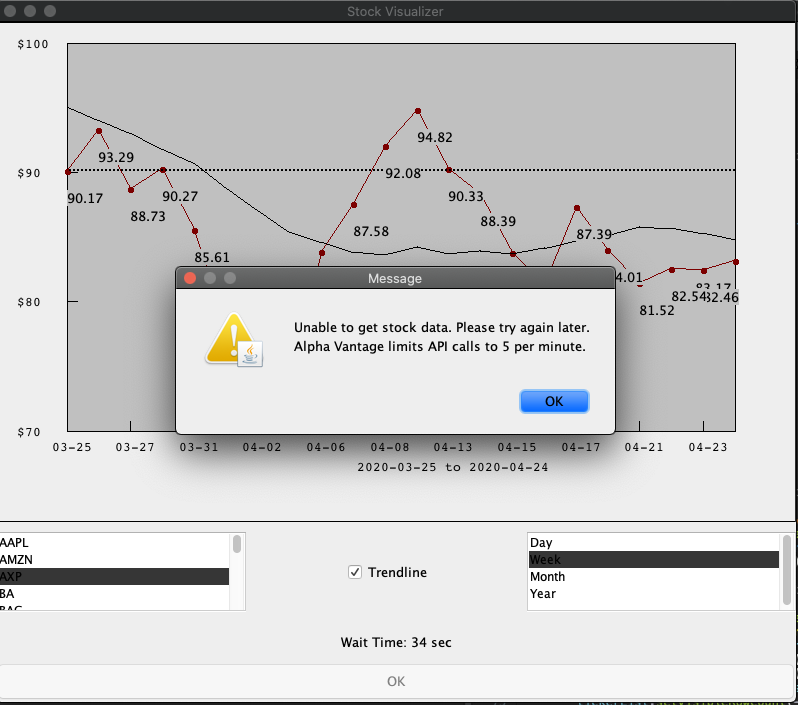 Stock Visualizer
$100
94.82
93.29
$90
92.08
90.17
90.27
90.33
88.73
88.39
87.58
87.39
85.61
4.01
83.17
82.54
82.46
$80
81.52
Message
Unable to get stock data. Please try again later.
Alpha Vantage limits API calls to 5 per minute.
OK
$70
03-25 03-27 03-31 04-02 04-06 04-08 04-13 04-15 04-17 04-21 04-23
2020-03-25 to 2020-04-24
AAPL
AMZN
AXP
BA
Trendline
Day
Week
Month
Year
Wait Time: 34 sec
OK